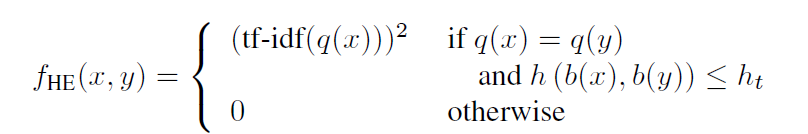 (tf-idf(q(x)))² if q(x) = q(y)
f_HE(x, y) = { and h (b(x), b(y)) ≤ h_t
0 otherwise